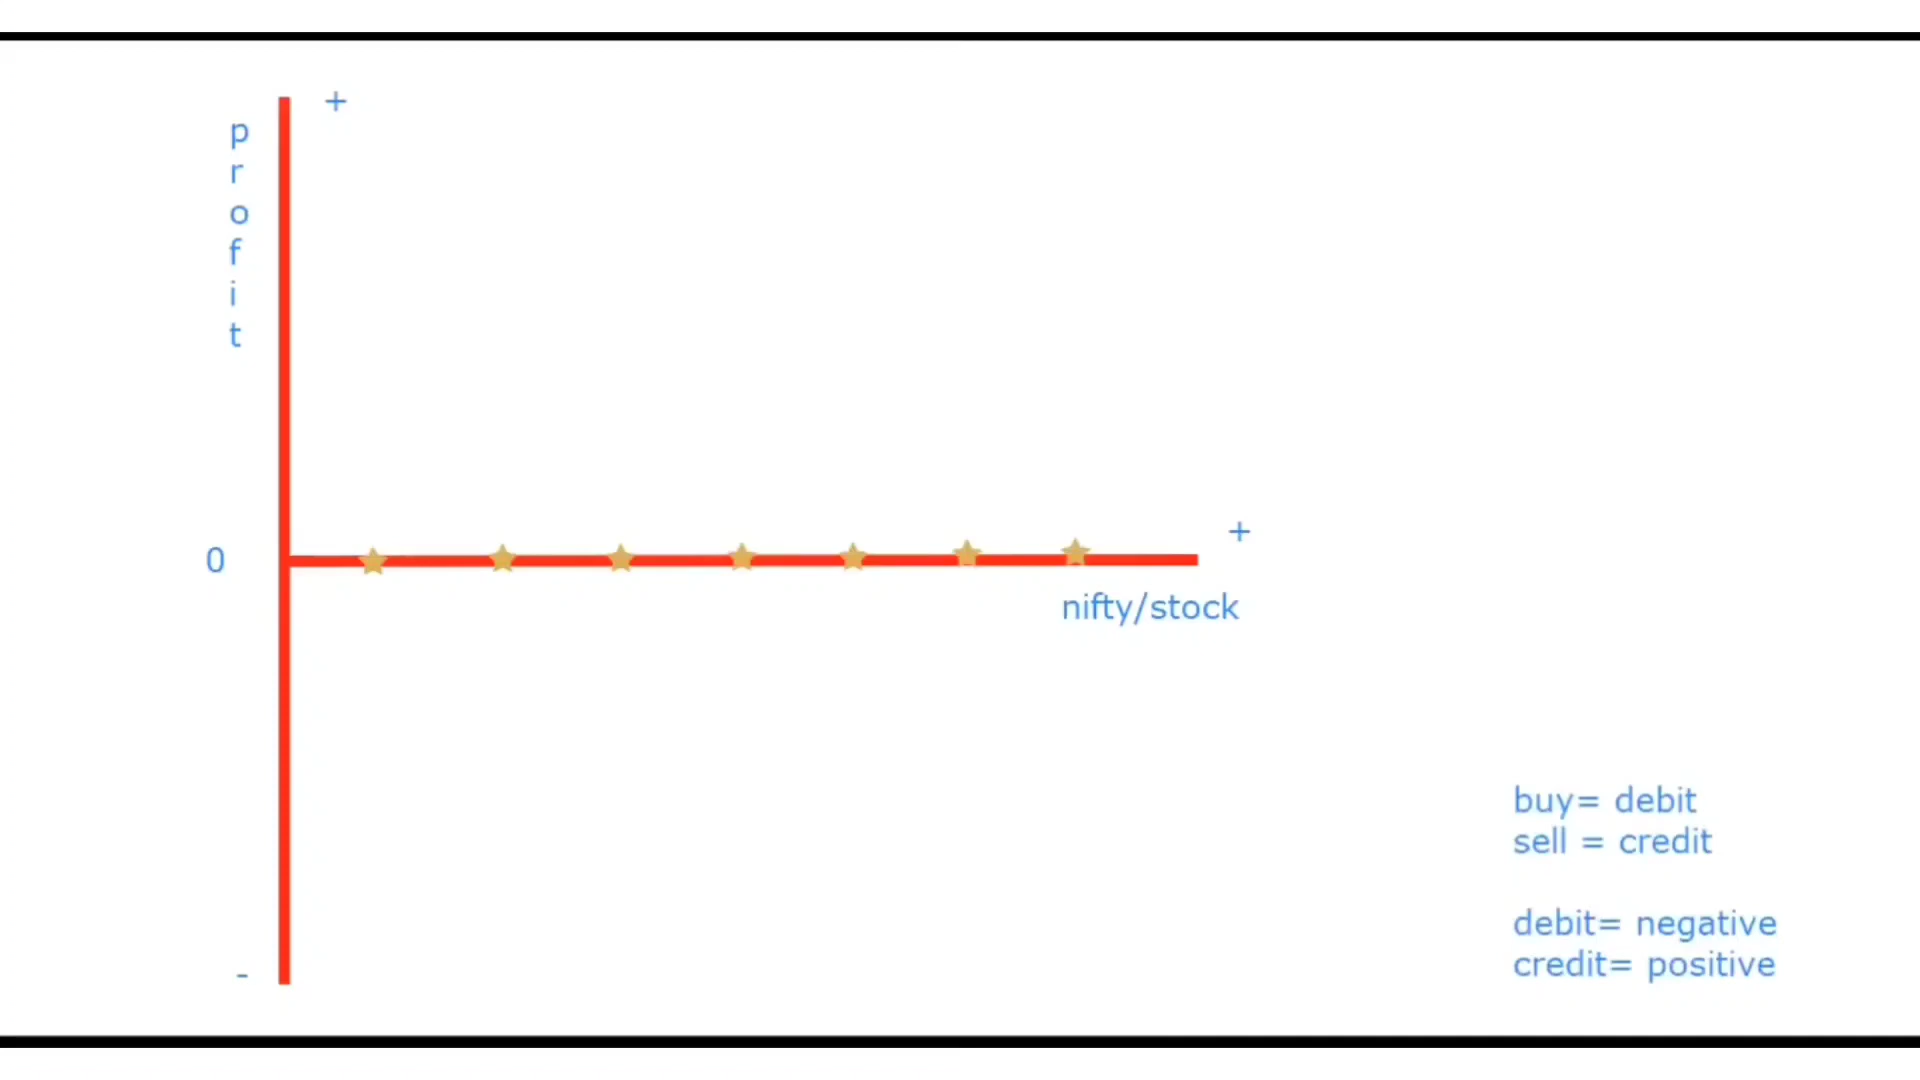 +
p
r
o
f
i
t
0
+
nifty/stock
-
buy= debit
sell = credit
debit= negative
credit= positive